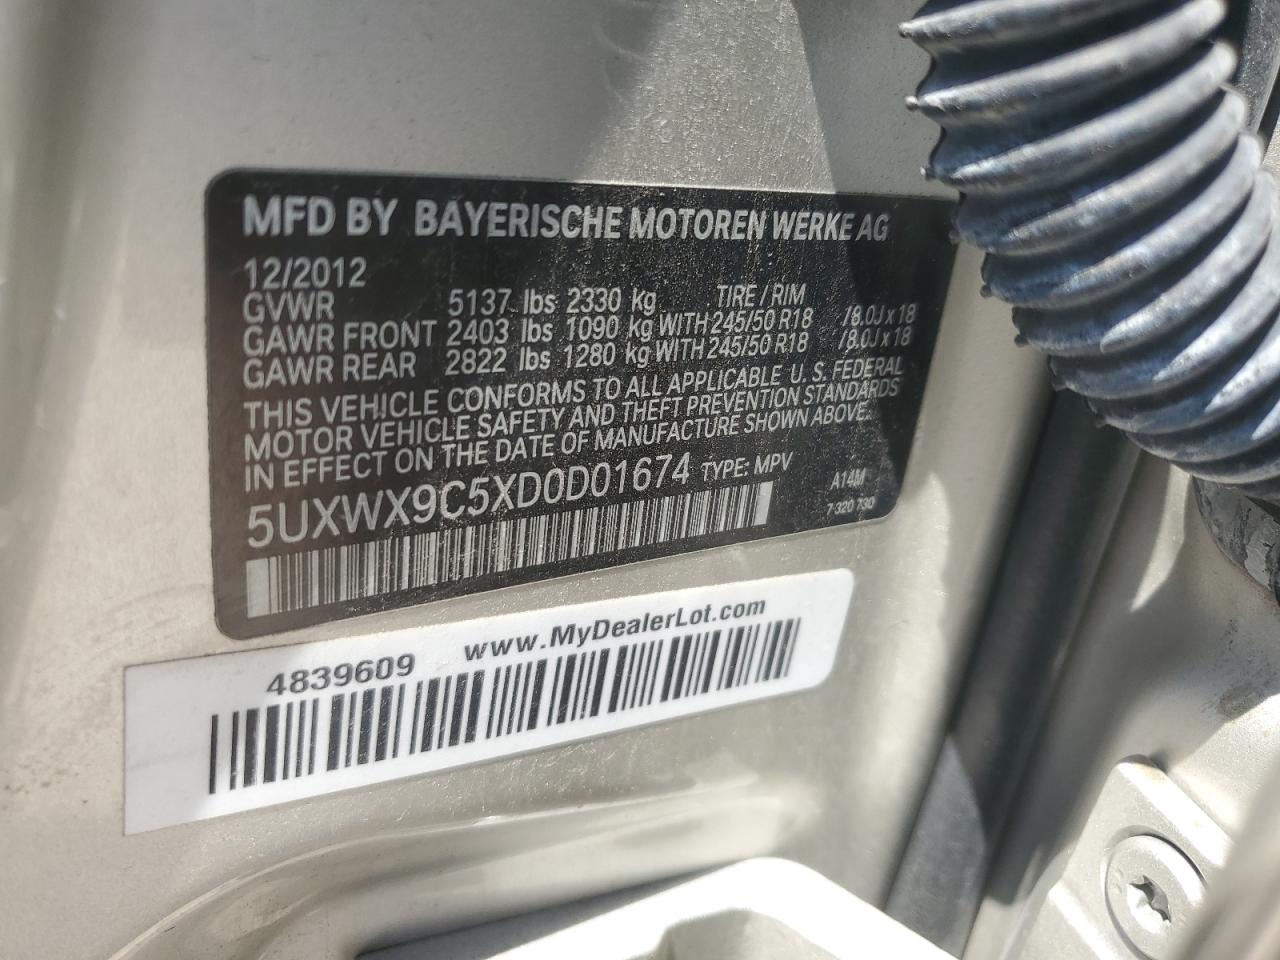 MFD BY BAYERISCHE MOTOREN WERKE AG
12/2012
GVWR 5137 lbs 2330 kg TIRE / RIM
GAWR FRONT 2403 lbs 1090 kg WITH 245/50 R18 /8.0J x 18
GAWR REAR 2822 lbs 1280 kg WITH 245/50 R18 /8.0J x 18
THIS VEHICLE CONFORMS TO ALL APPLICABLE U. S. FEDERAL
MOTOR VEHICLE SAFETY AND THEFT PREVENTION STANDARDS
IN EFFECT ON THE DATE OF MANUFACTURE SHOWN ABOVE.
5UXWX9C5XD0D01674 TYPE: MPV
A14M
7 320 730
4839609 www.MyDealerLot.com